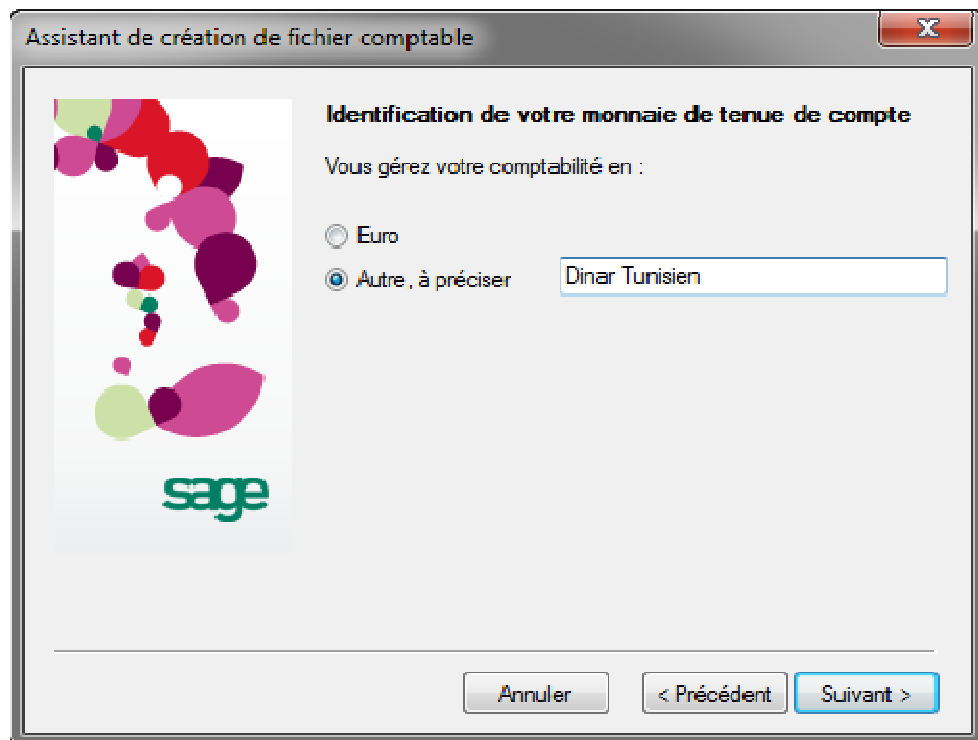 Assistant de création de fichier comptable
Identification de votre monnaie de tenue de compte
Vous gérez votre comptabilité en :
Euro
Autre , à préciser Dinar Tunisien
sage
Annuler < Précédent Suivant >